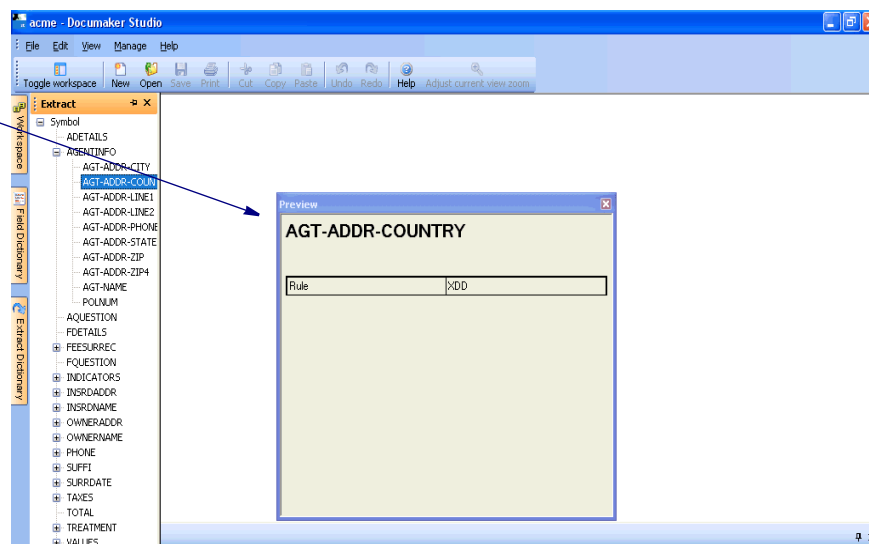 acme - Documaker Studio
File Edit View Manage Help
Toggle workspace New Open Save Print Cut Copy Paste Undo Redo Help Adjust current view zoom
Workspace
Field Dictionary
Extract Dictionary
Extract
Symbol
ADETAILS
AGENTINFO
AGT-ADDR-CITY
AGT-ADDR-COUN
AGT-ADDR-LINE1
AGT-ADDR-LINE2
AGT-ADDR-PHONE
AGT-ADDR-STATE
AGT-ADDR-ZIP
AGT-ADDR-ZIP4
AGT-NAME
POLNUM
AQUESTION
FDETAILS
FEESURREC
FQUESTION
INDICATORS
INSRDADDR
INSRDNAME
OWNERADDR
OWNERNAME
PHONE
SUFFI
SURRDATE
TAXES
TOTAL
TREATMENT
VALUES
Preview
AGT-ADDR-COUNTRY
Rule XDD